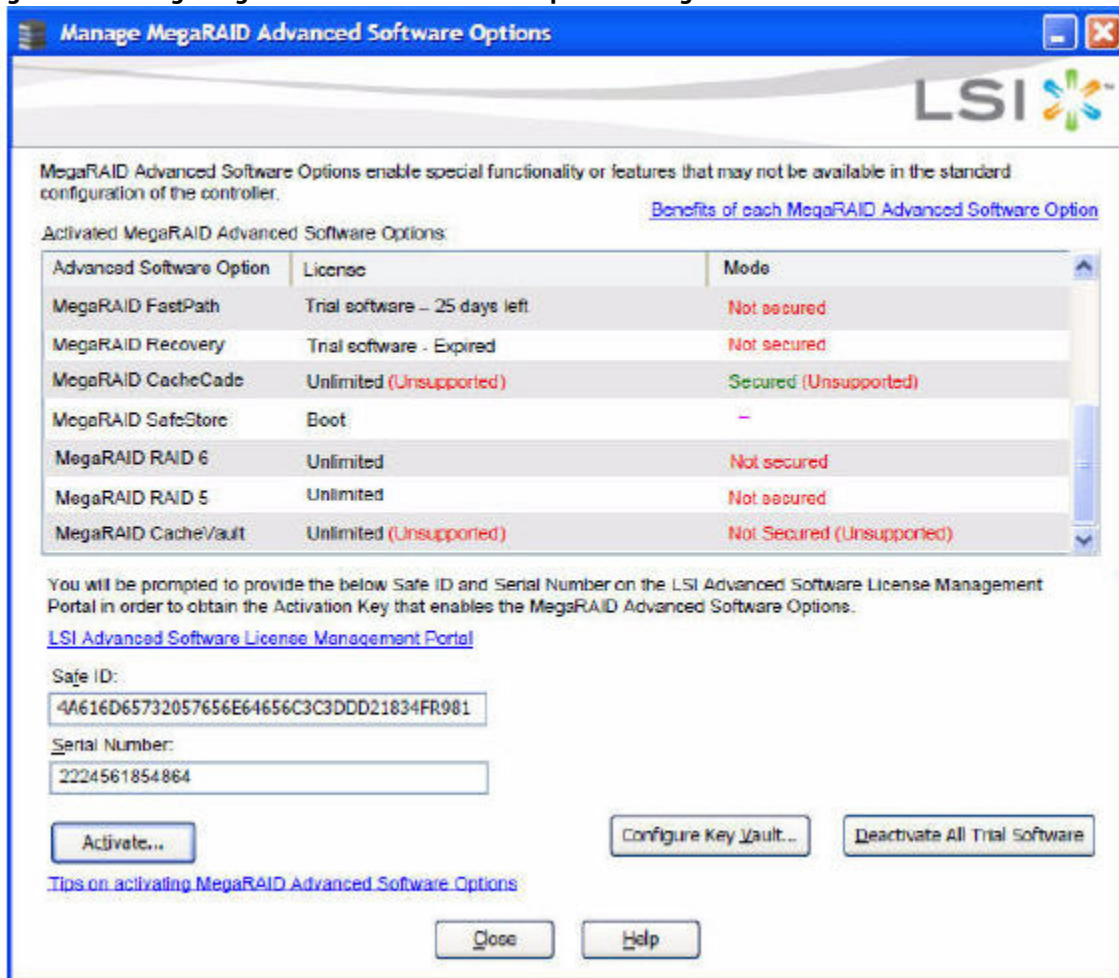 Manage MegaRAID Advanced Software Options
LSI
MegaRAID Advanced Software Options enable special functionality or features that may not be available in the standard
configuration of the controller.
Benefits of each MegaRAID Advanced Software Option
Activated MegaRAID Advanced Software Options:
Advanced Software Option License Mode
MegaRAID FastPath Trial software – 25 days left Not secured
MegaRAID Recovery Trial software - Expired Not secured
MegaRAID CacheCade Unlimited (Unsupported) Secured (Unsupported)
MegaRAID SafeStore Boot –
MegaRAID RAID 6 Unlimited Not secured
MegaRAID RAID 5 Unlimited Not secured
MegaRAID CacheVault Unlimited (Unsupported) Not Secured (Unsupported)
You will be prompted to provide the below Safe ID and Serial Number on the LSI Advanced Software License Management
Portal in order to obtain the Activation Key that enables the MegaRAID Advanced Software Options.
LSI Advanced Software License Management Portal
Safe ID:
4A616D65732057656E64656C3C3DDD21834FR981
Serial Number:
2224561854864
Activate... Configure Key Vault... Deactivate All Trial Software
Tips on activating MegaRAID Advanced Software Options
Close Help